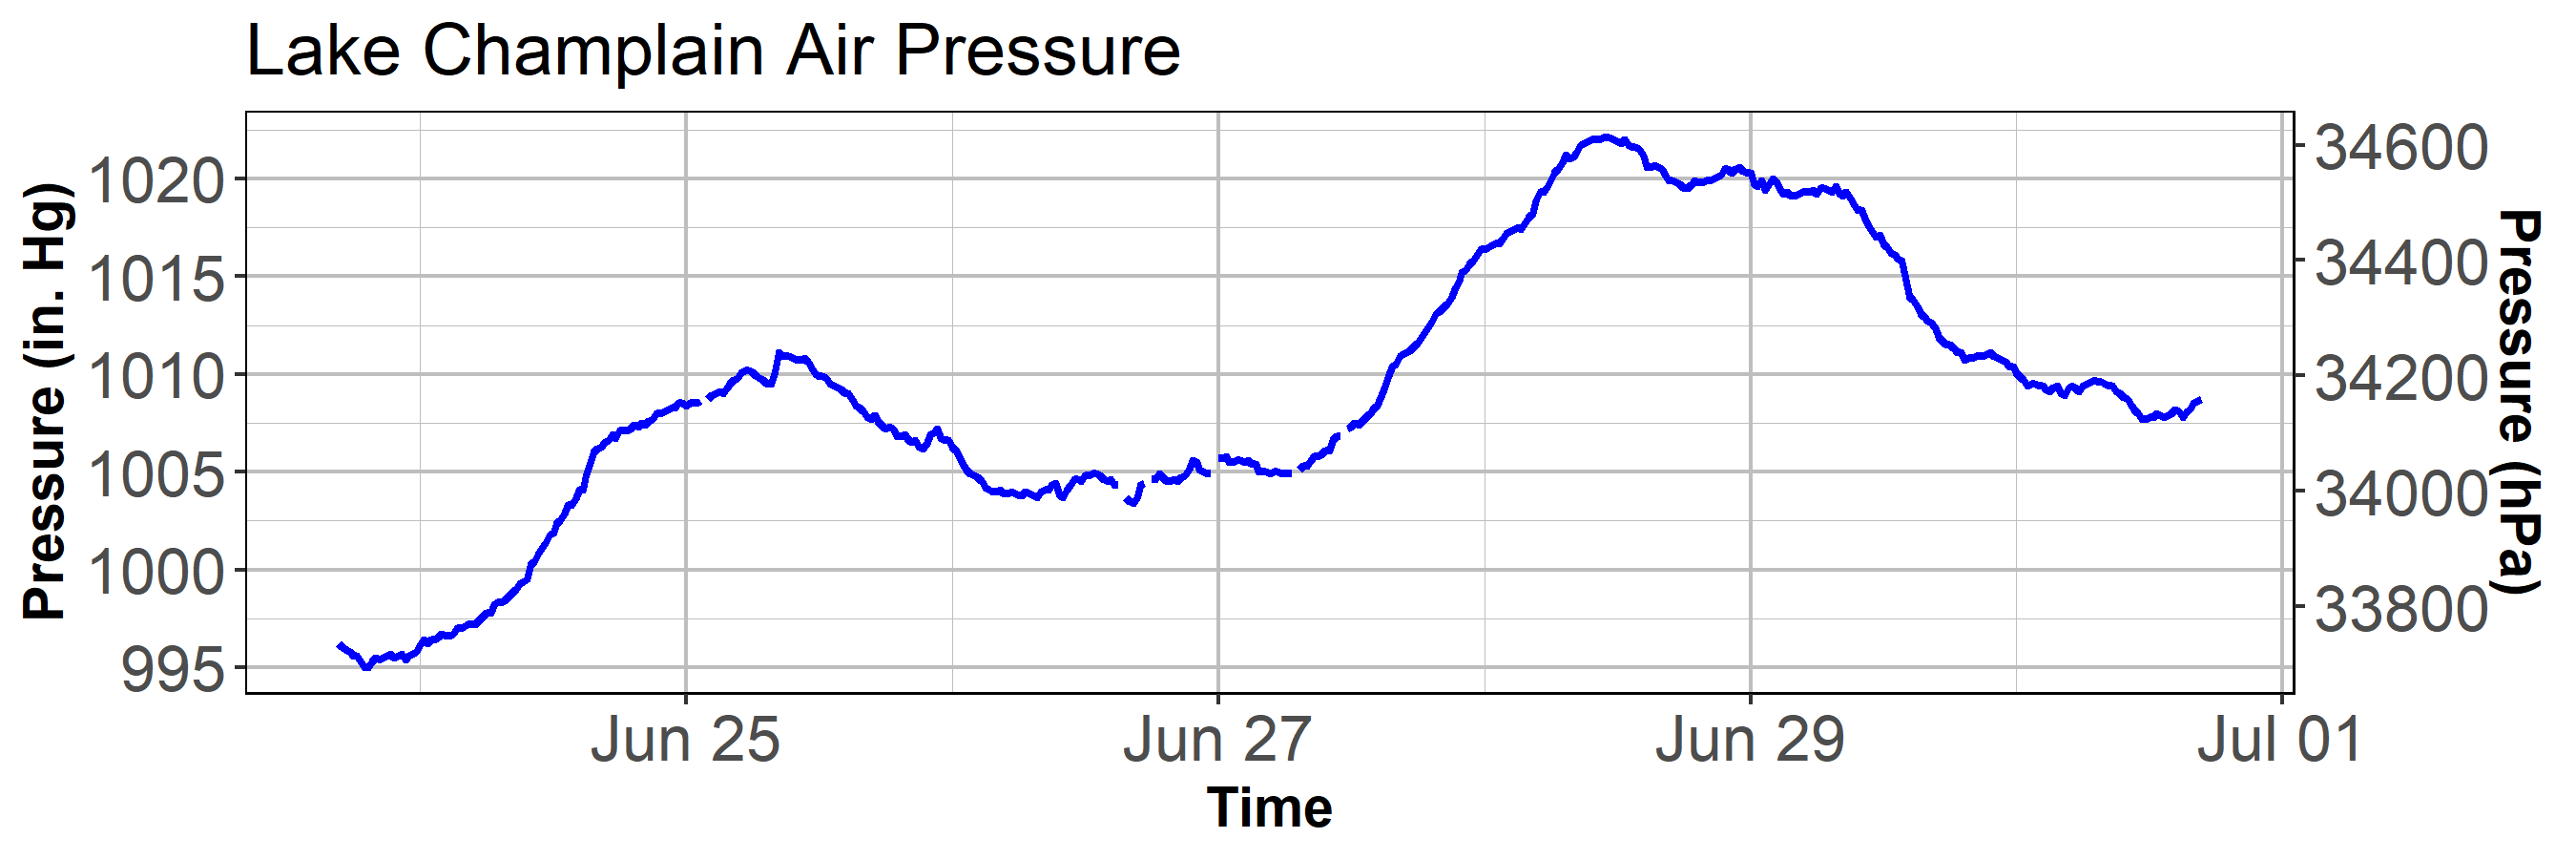 Lake Champlain Air Pressure
Pressure (in. Hg)
1020
1015
1010
1005
1000
995
34600
34400
34200
34000
33800
Pressure (hPa)
Jun 25 Jun 27 Jun 29 Jul 01
Time